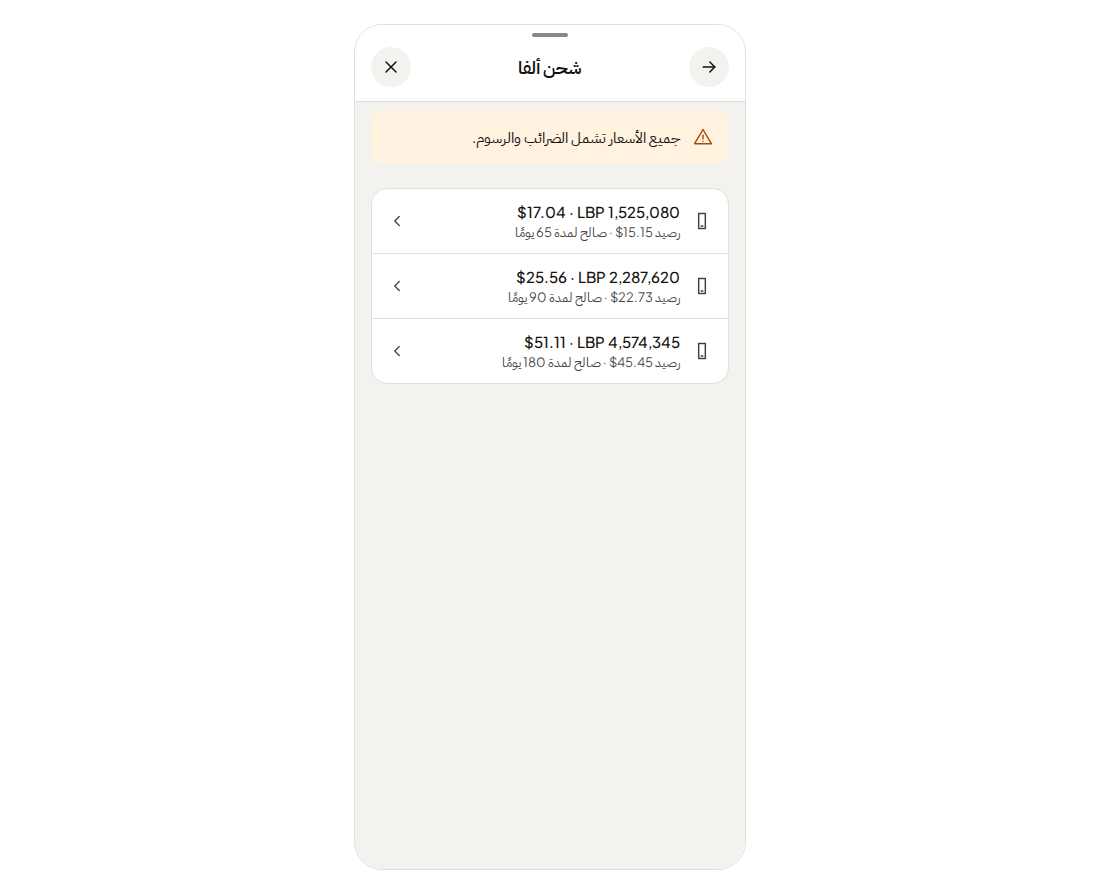 شحن ألفا
جميع الأسعار تشمل الضرائب والرسوم.
$17.04 · LBP 1,525,080
رصيد $15.15 · صالح لمدة 65 يومًا
$25.56 · LBP 2,287,620
رصيد $22.73 · صالح لمدة 90 يومًا
$51.11 · LBP 4,574,345
رصيد $45.45 · صالح لمدة 180 يومًا